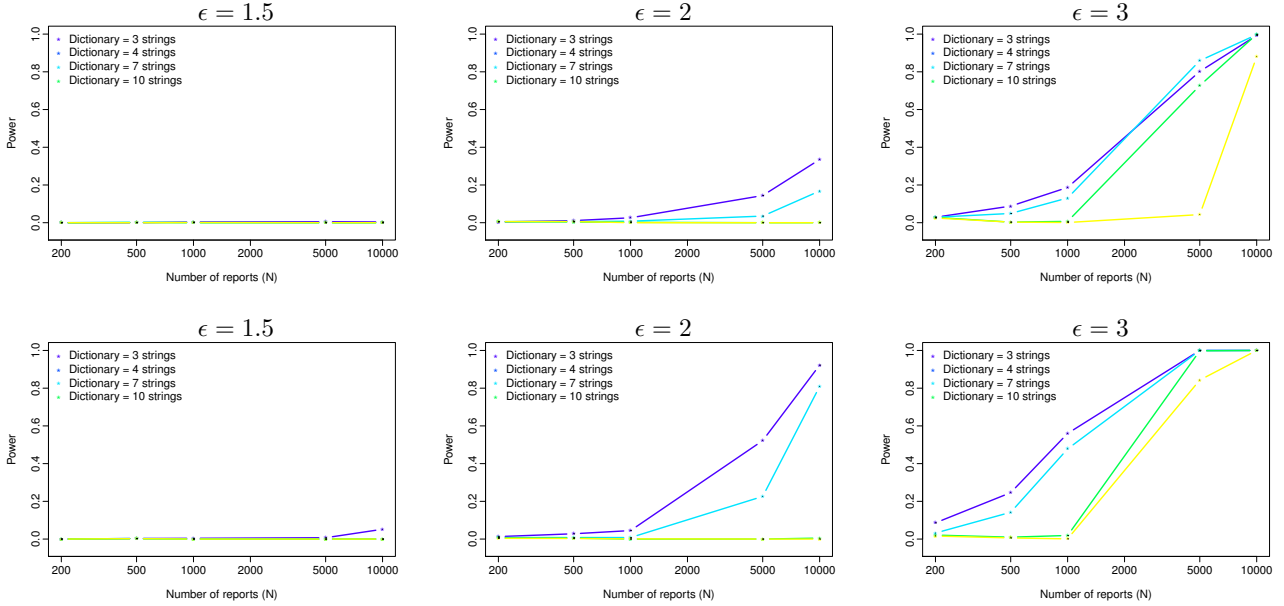 ϵ = 1.5
Dictionary = 3 strings
Dictionary = 4 strings
Dictionary = 7 strings
Dictionary = 10 strings
Power
0.0 0.2 0.4 0.6 0.8 1.0
200 500 1000 2000 5000 10000
Number of reports (N)
ϵ = 2
Dictionary = 3 strings
Dictionary = 4 strings
Dictionary = 7 strings
Dictionary = 10 strings
Power
0.0 0.2 0.4 0.6 0.8 1.0
200 500 1000 2000 5000 10000
Number of reports (N)
ϵ = 3
Dictionary = 3 strings
Dictionary = 4 strings
Dictionary = 7 strings
Dictionary = 10 strings
Power
0.0 0.2 0.4 0.6 0.8 1.0
200 500 1000 2000 5000 10000
Number of reports (N)
ϵ = 1.5
Dictionary = 3 strings
Dictionary = 4 strings
Dictionary = 7 strings
Dictionary = 10 strings
Power
0.0 0.2 0.4 0.6 0.8 1.0
200 500 1000 2000 5000 10000
Number of reports (N)
ϵ = 2
Dictionary = 3 strings
Dictionary = 4 strings
Dictionary = 7 strings
Dictionary = 10 strings
Power
0.0 0.2 0.4 0.6 0.8 1.0
200 500 1000 2000 5000 10000
Number of reports (N)
ϵ = 3
Dictionary = 3 strings
Dictionary = 4 strings
Dictionary = 7 strings
Dictionary = 10 strings
Power
0.0 0.2 0.4 0.6 0.8 1.0
200 500 1000 2000 5000 10000
Number of reports (N)